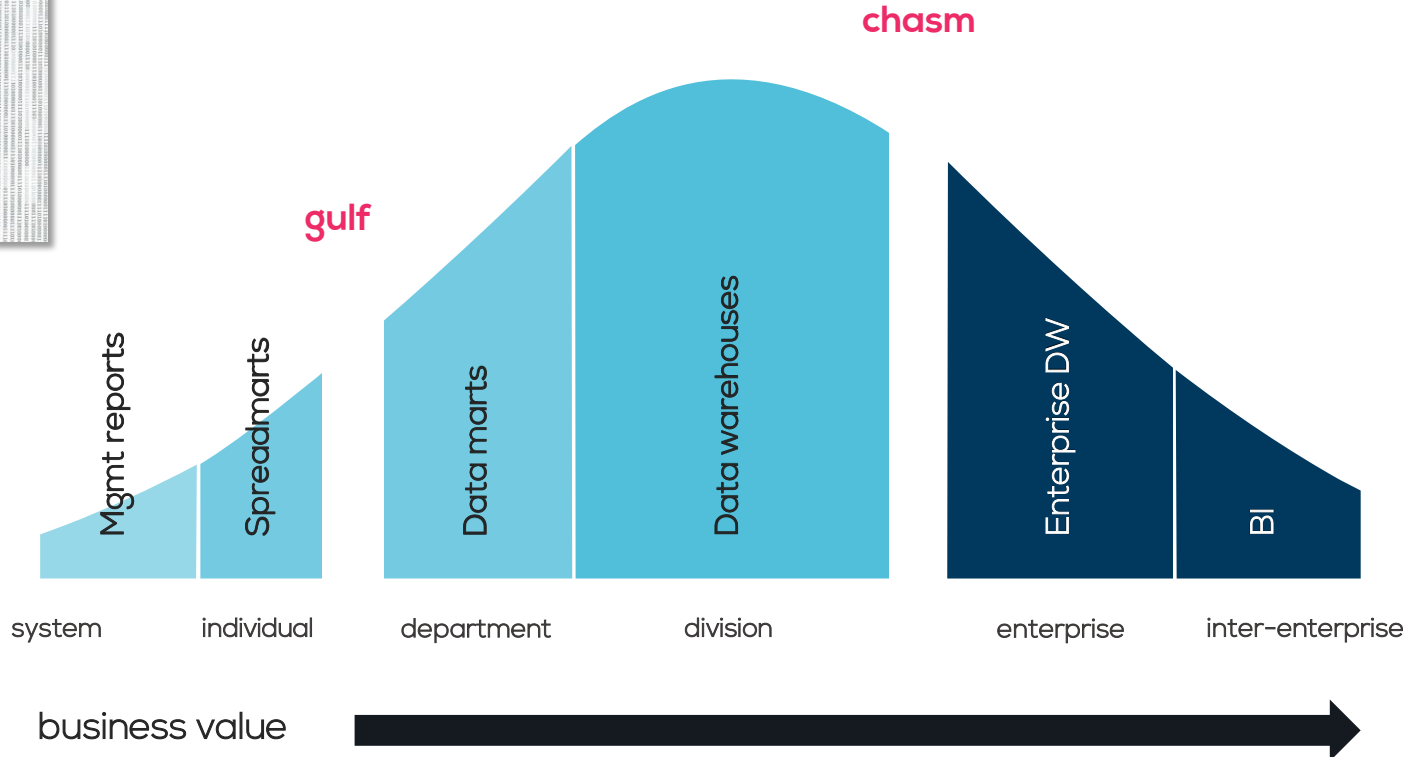 chasm
gulf
Mgmt reports
Spreadmarts
Data marts
Data warehouses
Enterprise DW
BI
system
individual
department
division
enterprise
inter-enterprise
business value